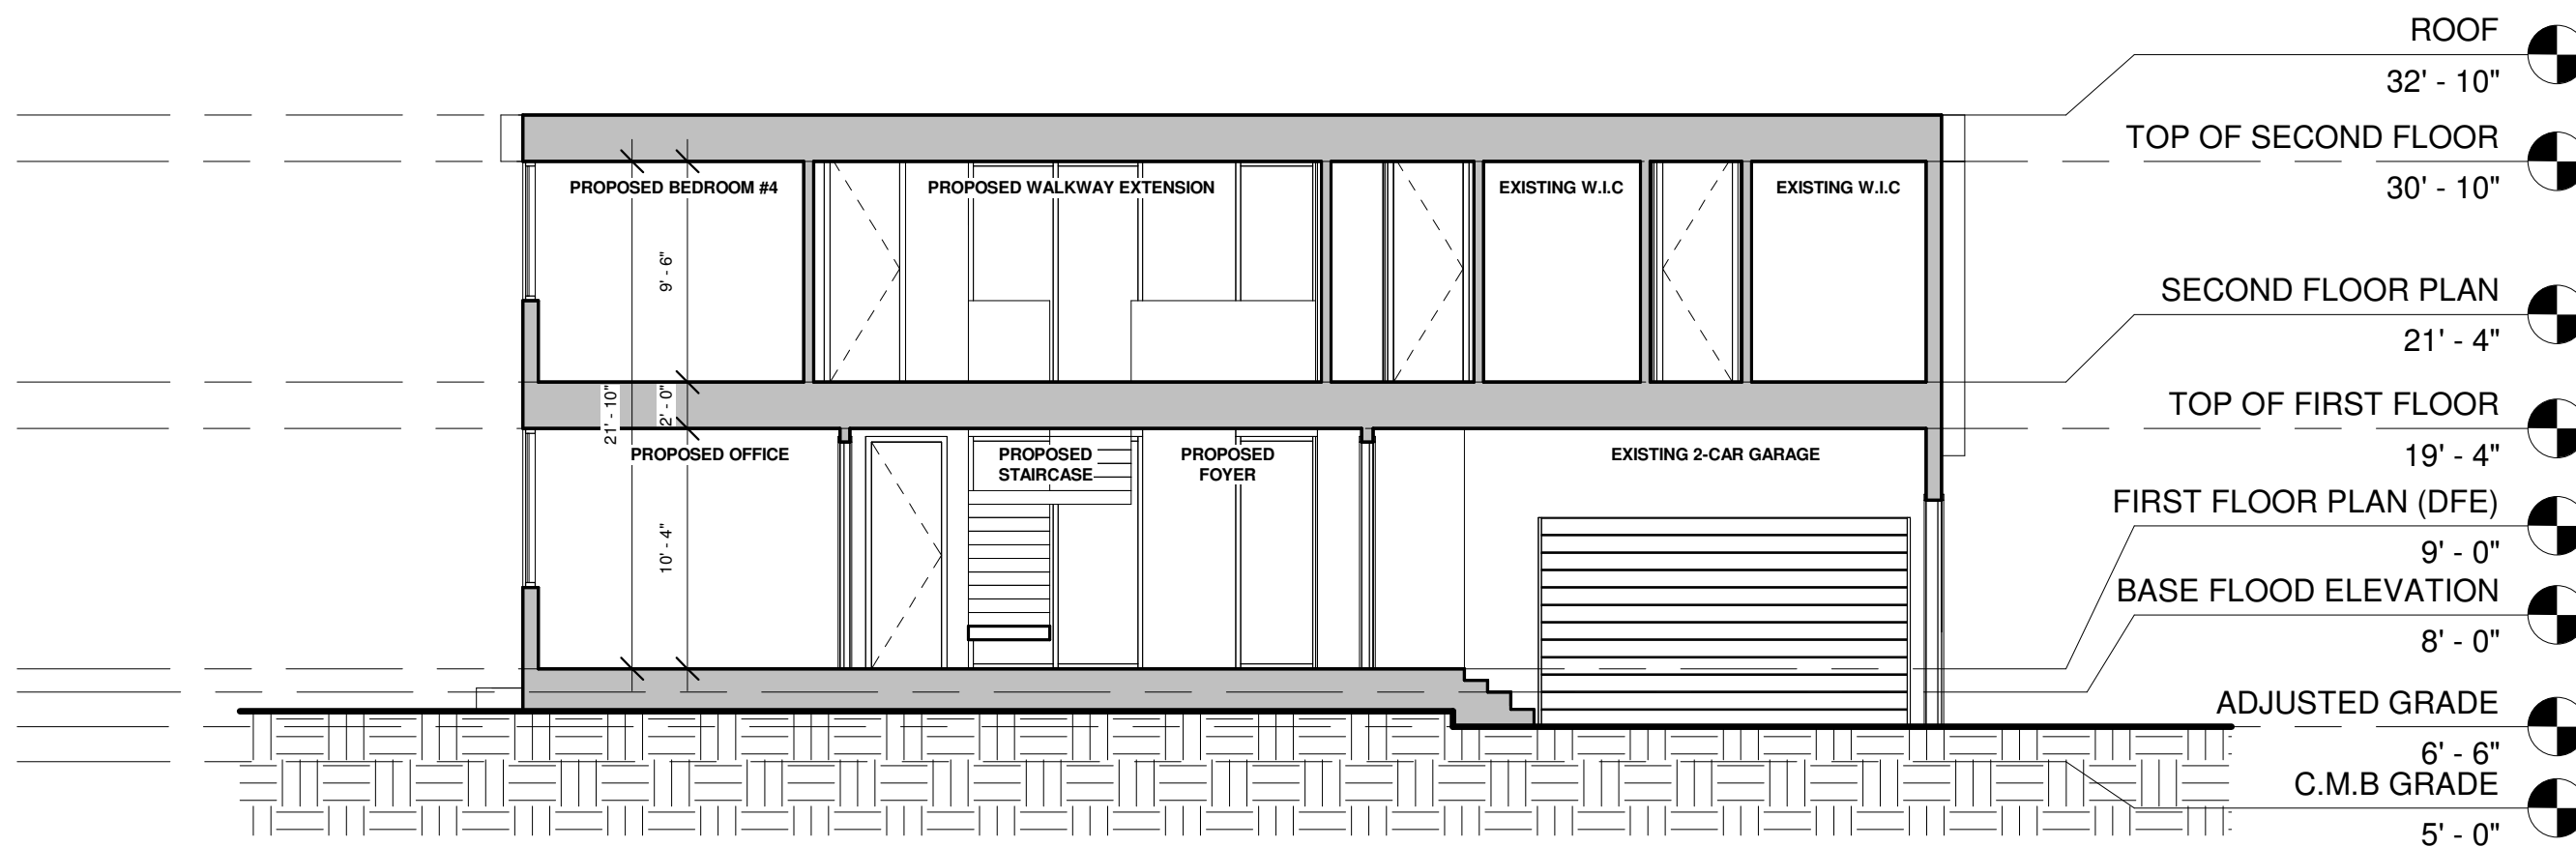 ROOF
32' - 10"
TOP OF SECOND FLOOR
30' - 10"
PROPOSED BEDROOM #4
PROPOSED WALKWAY EXTENSION
EXISTING W.I.C
EXISTING W.I.C
9' - 6"
SECOND FLOOR PLAN
21' - 4"
21' - 10"
2' - 0"
TOP OF FIRST FLOOR
19' - 4"
PROPOSED OFFICE
PROPOSED
STAIRCASE
PROPOSED
FOYER
EXISTING 2-CAR GARAGE
10' - 4"
FIRST FLOOR PLAN (DFE)
9' - 0"
BASE FLOOD ELEVATION
8' - 0"
ADJUSTED GRADE
6' - 6"
C.M.B GRADE
5' - 0"